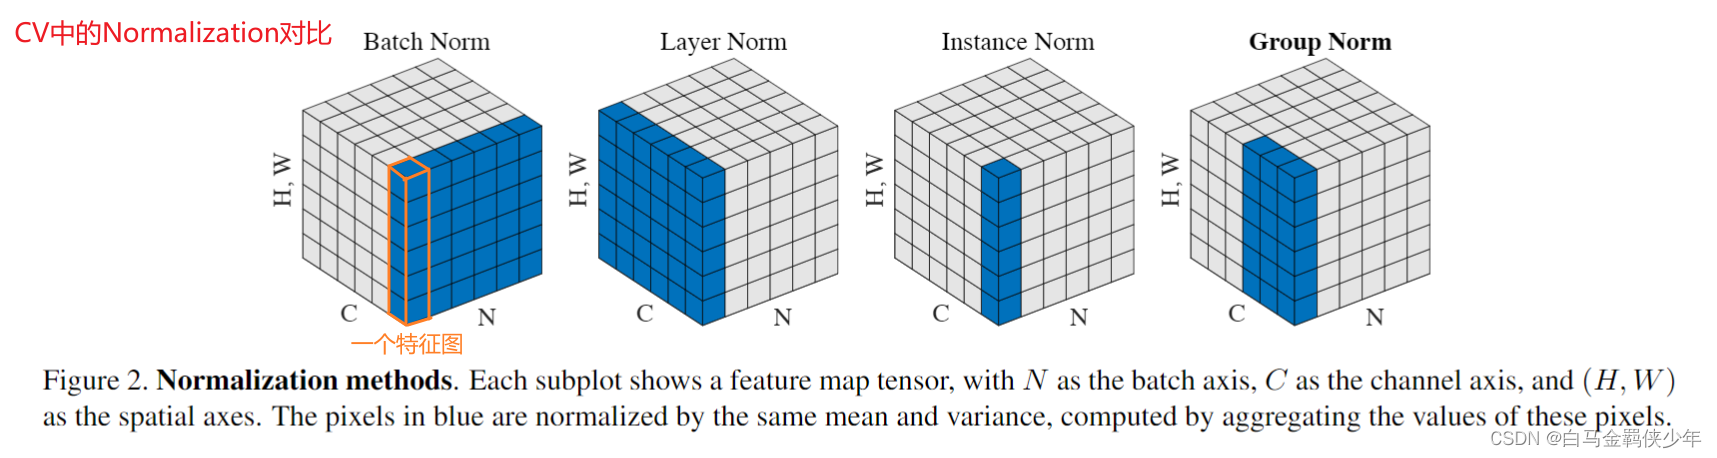 CV中的Normalization对比
Batch Norm
Layer Norm
Instance Norm
Group Norm
H, W
H, W
H, W
H, W
C
N
C
N
C
N
C
N
一个特征图
Figure 2. Normalization methods. Each subplot shows a feature map tensor, with N as the batch axis, C as the channel axis, and (H, W)
as the spatial axes. The pixels in blue are normalized by the same mean and variance, computed by aggregating the values of these pixels.
CSDN @白马金羁侠少年